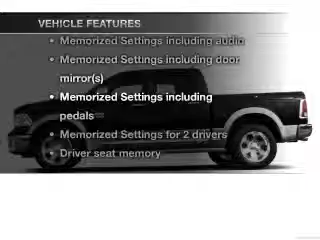 VEHICLE FEATURES
• Memorized Settings including audio
• Memorized Settings including door
mirror(s)
• Memorized Settings including
pedals
• Memorized Settings for 2 drivers
• Driver seat memory